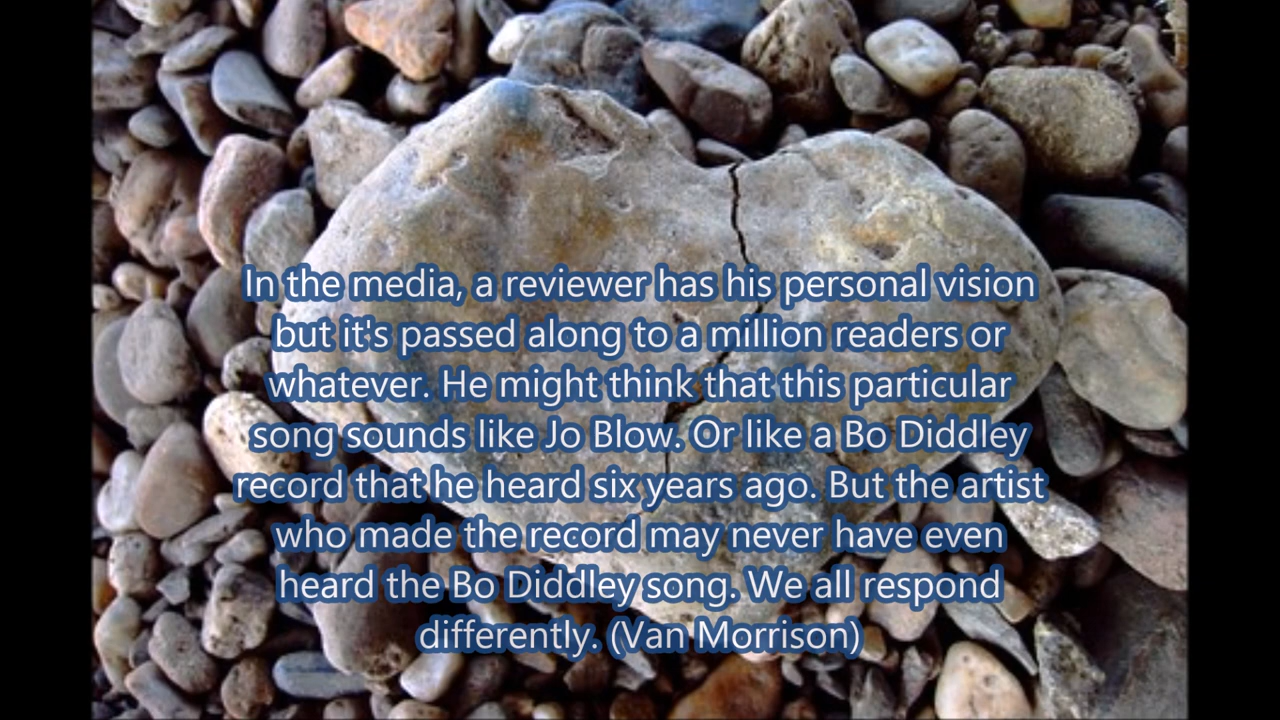 In the media, a reviewer has his personal vision
but it's passed along to a million readers or
whatever. He might think that this particular
song sounds like Jo Blow. Or like a Bo Diddley
record that he heard six years ago. But the artist
who made the record may never have even
heard the Bo Diddley song. We all respond
differently. (Van Morrison)